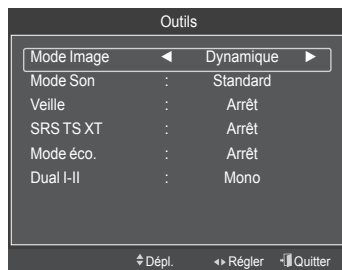 Outils
Mode Image ◄ Dynamique ►
Mode Son : Standard
Veille : Arrêt
SRS TS XT : Arrêt
Mode éco. : Arrêt
Dual I-II : Mono
Dépl. Régler Quitter